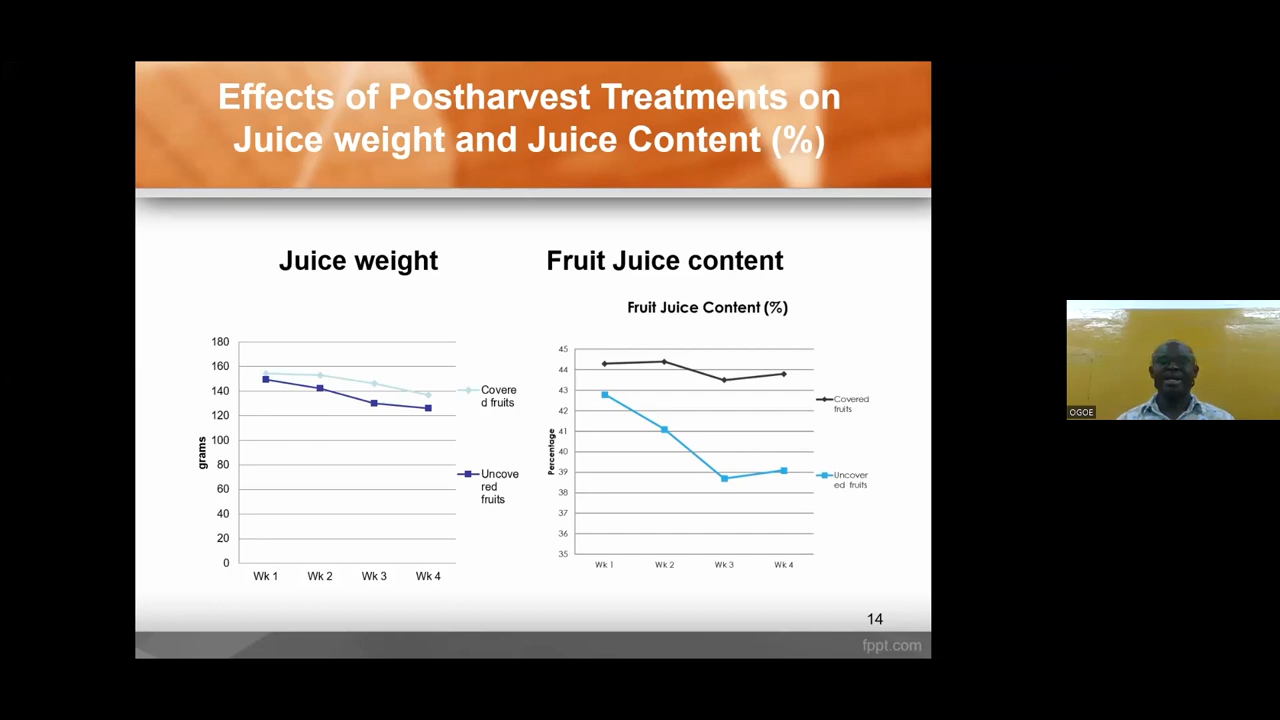 Effects of Postharvest Treatments on
Juice weight and Juice Content (%)
Juice weight
Fruit Juice content
180
160
140
120
100
80
60
40
20
0
grams
Wk 1 Wk 2 Wk 3 Wk 4
Covere
d fruits
Uncove
red
fruits
Fruit Juice Content (%)
45
44
43
42
41
40
39
38
37
36
35
Percentage
Wk 1 Wk 2 Wk 3 Wk 4
Covered
fruits
Uncover
ed fruits
14
fppt.com
OGOE